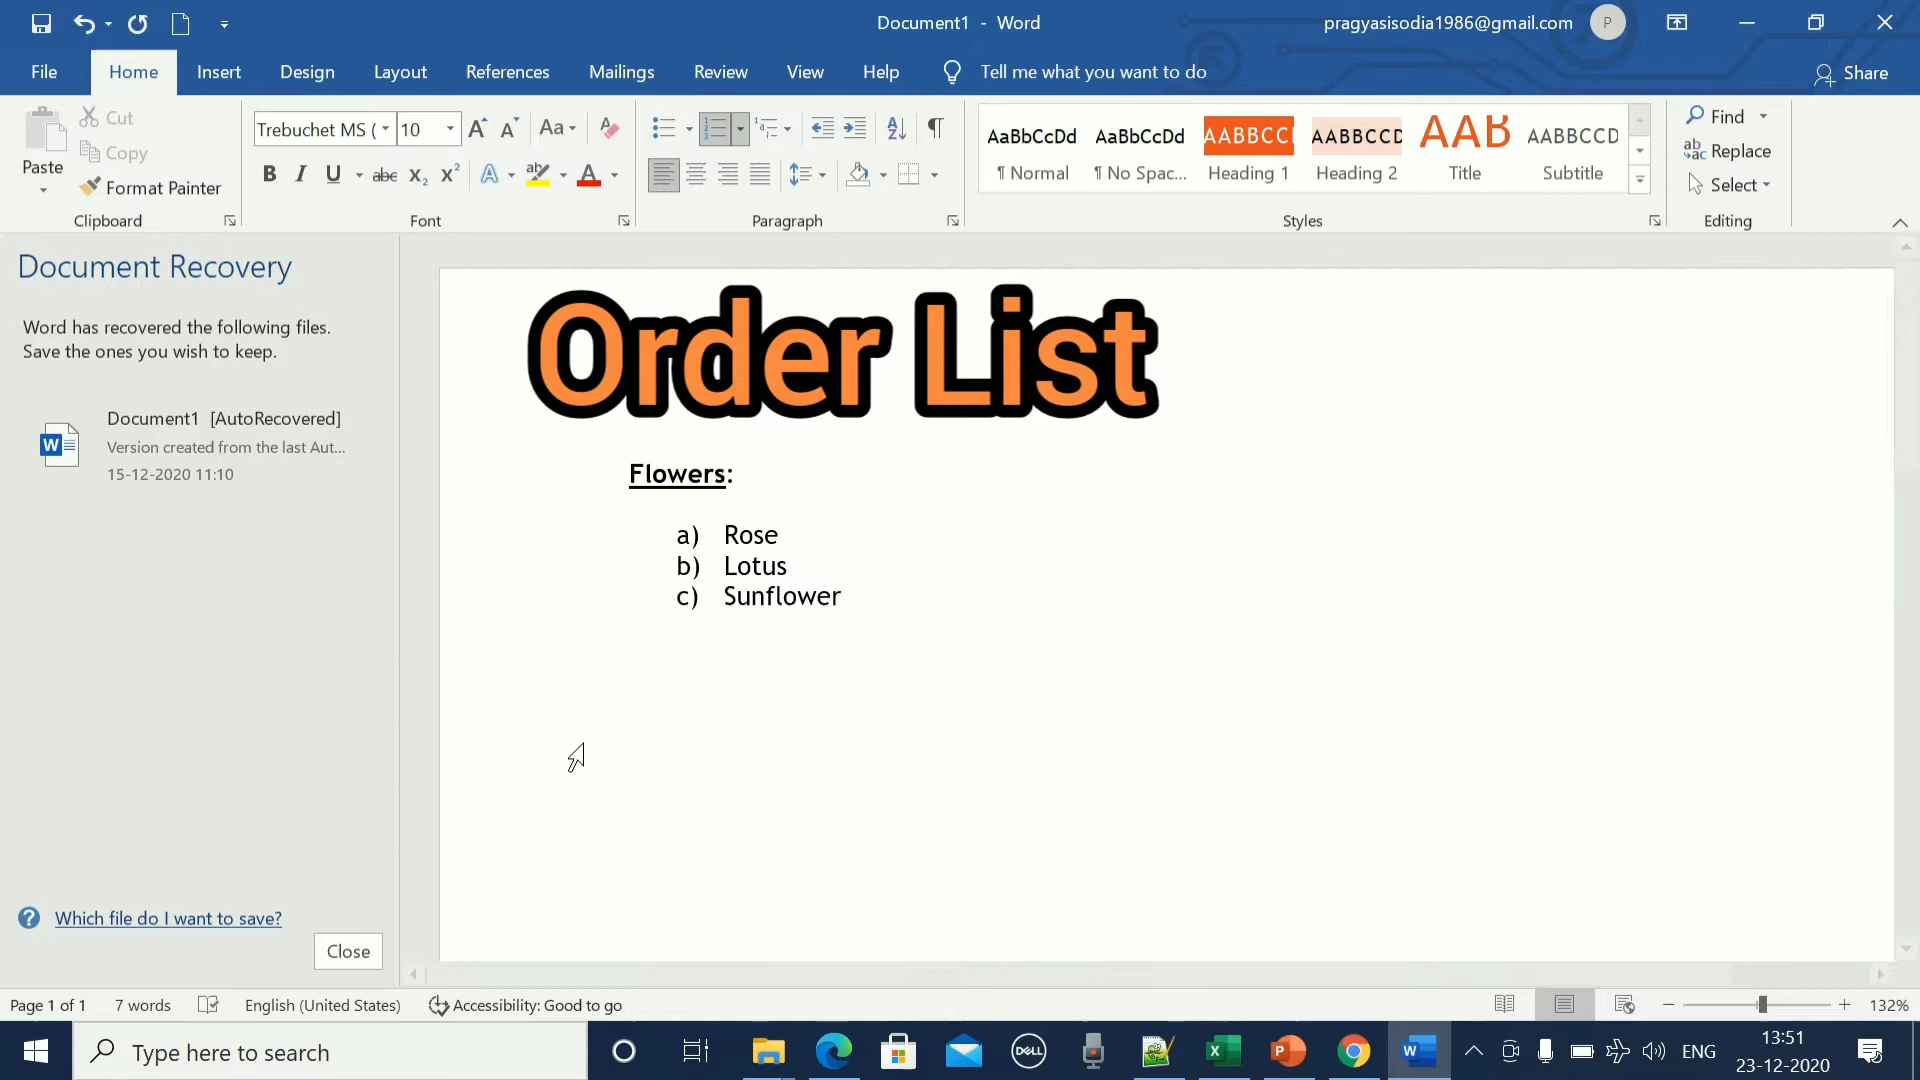 Document1 - Word
pragyasisodia1986@gmail.com
P
File
Home
Insert
Design
Layout
References
Mailings
Review
View
Help
Tell me what you want to do
Share
Paste
Cut
Copy
Format Painter
Clipboard
Trebuchet MS (
10
Aa
B I U abc X₂ X²
Font
Paragraph
AaBbCcDd
¶ Normal
AaBbCcDd
¶ No Spac...
AABBCC
Heading 1
AABBCCD
Heading 2
AAB
Title
AABBCCD
Subtitle
Styles
Find
Replace
Select
Editing
Document Recovery
Word has recovered the following files.
Save the ones you wish to keep.
Document1 [AutoRecovered]
Version created from the last Aut...
15-12-2020 11:10
Which file do I want to save?
Close
Order List
Flowers:
a) Rose
b) Lotus
c) Sunflower
Page 1 of 1
7 words
English (United States)
Accessibility: Good to go
132%
Type here to search
DELL
ENG
13:51
23-12-2020